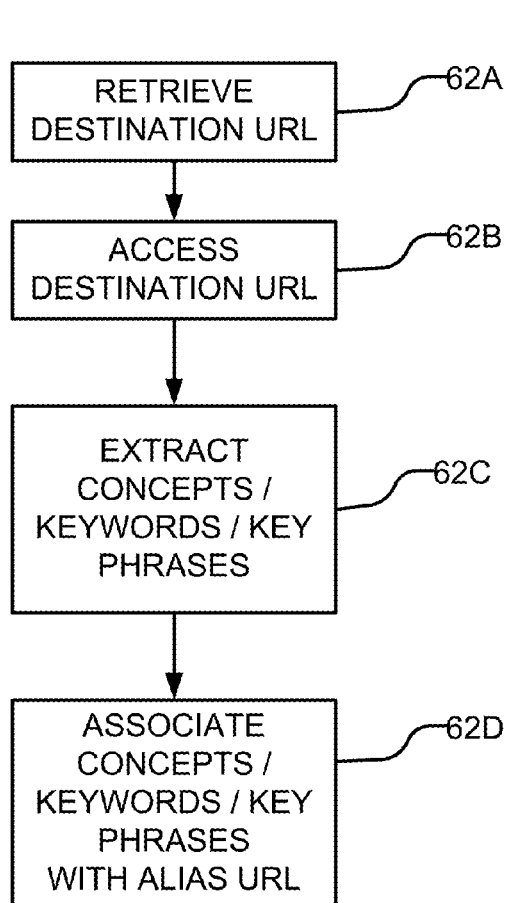 RETRIEVE
DESTINATION URL
62A
ACCESS
DESTINATION URL
62B
EXTRACT
CONCEPTS /
KEYWORDS / KEY
PHRASES
62C
ASSOCIATE
CONCEPTS /
KEYWORDS / KEY
PHRASES
WITH ALIAS URL
62D